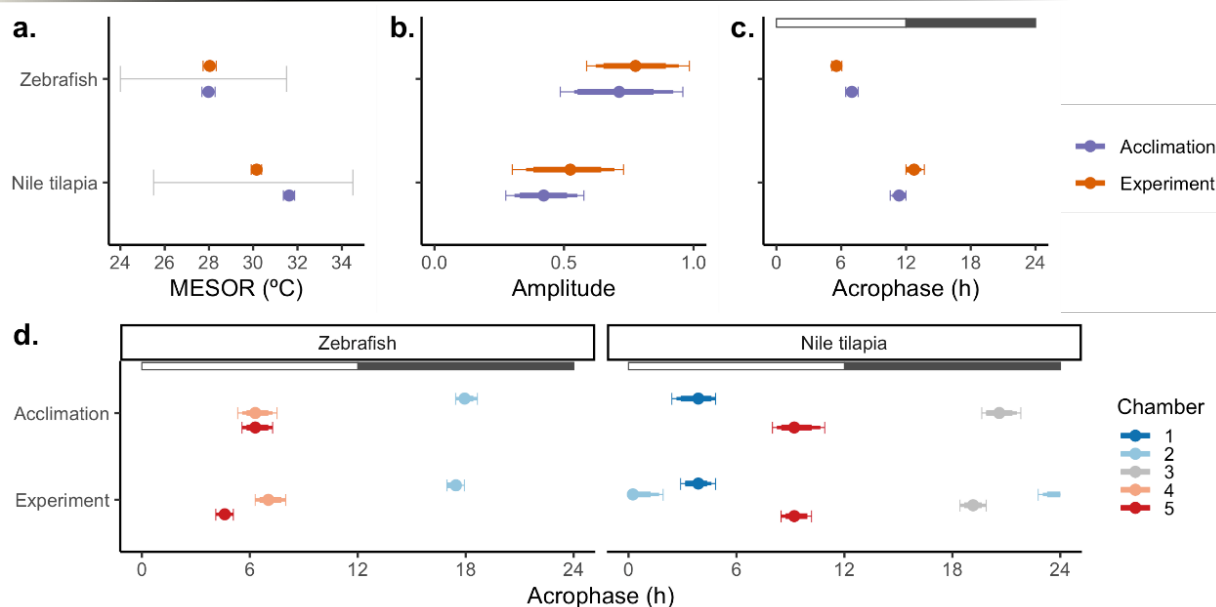 a.
b.
c.
Zebrafish
Nile tilapia
24 26 28 30 32 34
MESOR (ºC)
0.0 0.5 1.0
Amplitude
0 6 12 18 24
Acrophase (h)
Acclimation
Experiment
d.
Zebrafish
Nile tilapia
Acclimation
Experiment
0 6 12 18 24
0 6 12 18 24
Acrophase (h)
Chamber
1
2
3
4
5